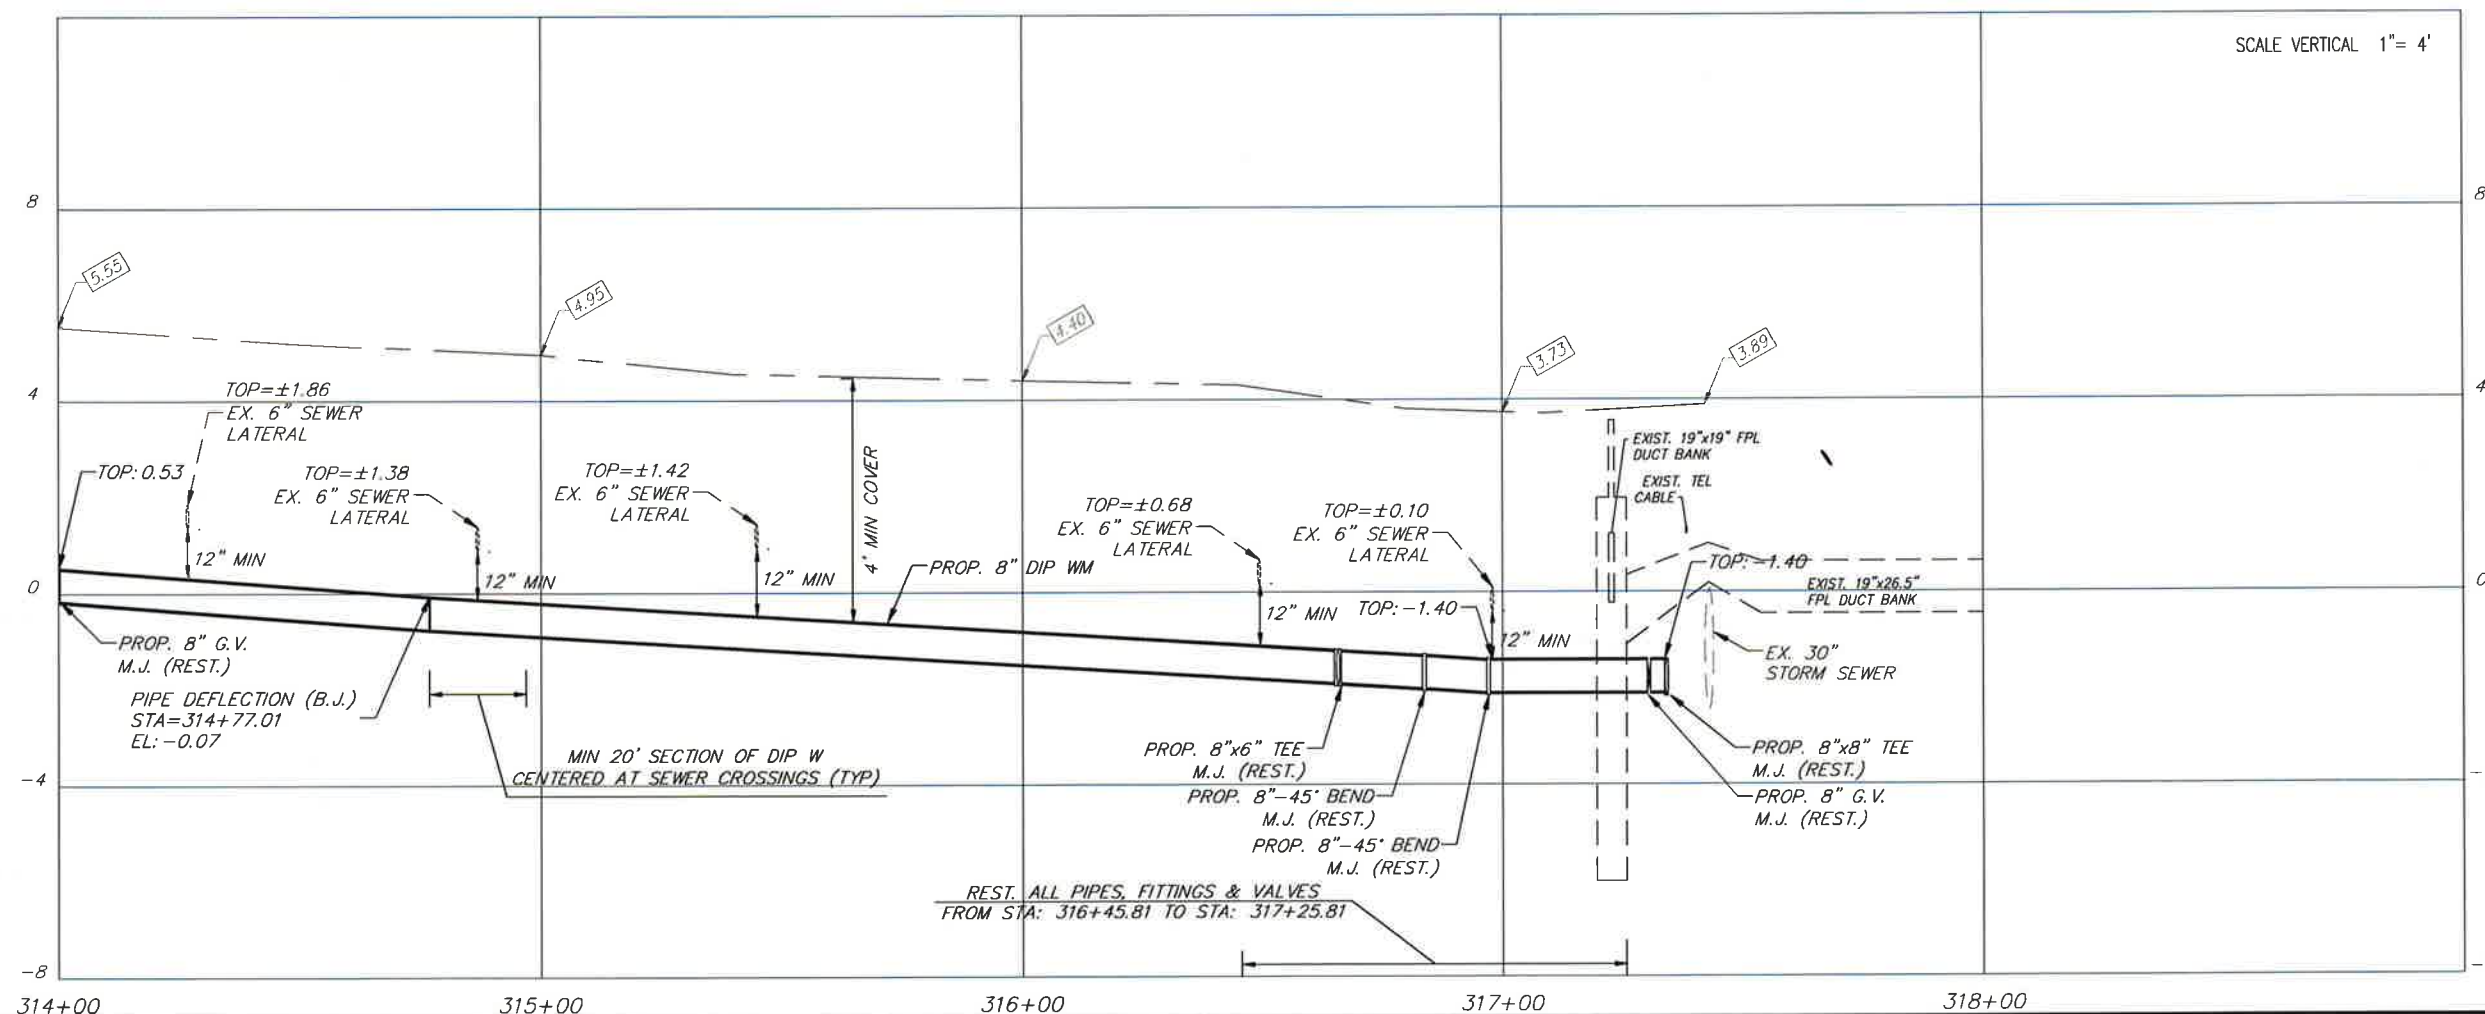 SCALE VERTICAL 1"= 4'
8
8
5.55
4.95
4.40
3.73
3.89
4
4
TOP=±1.86
EX. 6" SEWER
LATERAL
TOP: 0.53
TOP=±1.38
EX. 6" SEWER
LATERAL
TOP=±1.42
EX. 6" SEWER
LATERAL
4' MIN COVER
TOP=±0.68
EX. 6" SEWER
LATERAL
TOP=±0.10
EX. 6" SEWER
LATERAL
EXIST. 19"x19" FPL
DUCT BANK
EXIST. TEL
CABLE
12" MIN
12" MIN
12" MIN
12" MIN
12" MIN
PROP. 8" DIP WM
TOP: -1.40
TOP: -1.40
EXIST. 19"x26.5"
FPL DUCT BANK
0
0
PROP. 8" G.V.
M.J. (REST.)
PIPE DEFLECTION (B.J.)
STA=314+77.01
EL: -0.07
MIN 20' SECTION OF DIP W
CENTERED AT SEWER CROSSINGS (TYP)
EX. 30"
STORM SEWER
PROP. 8"x6" TEE
M.J. (REST.)
PROP. 8"-45° BEND
M.J. (REST.)
PROP. 8"-45° BEND
M.J. (REST.)
PROP. 8"x8" TEE
M.J. (REST.)
PROP. 8" G.V.
M.J. (REST.)
-4
-
REST. ALL PIPES, FITTINGS & VALVES
FROM STA: 316+45.81 TO STA: 317+25.81
-8
-
314+00
315+00
316+00
317+00
318+00